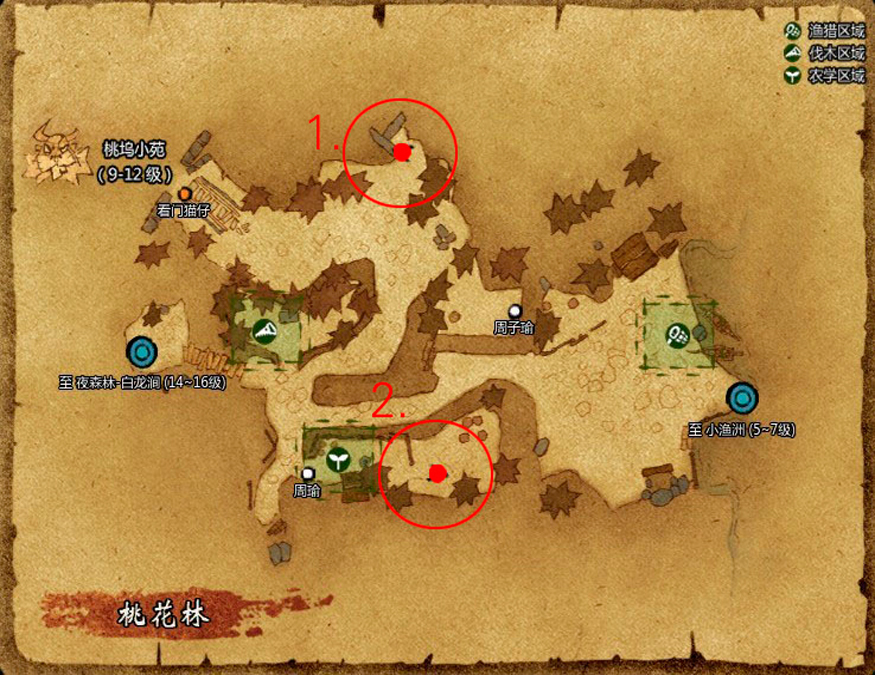 渔猎区域
伐木区域
农学区域
1.
桃坞小苑
(9-12级)
看门猫仔
周子瑜
至 夜森林-白龙涧 (14~16级)
2.
至 小渔洲 (5~7级)
周瑜
桃花林